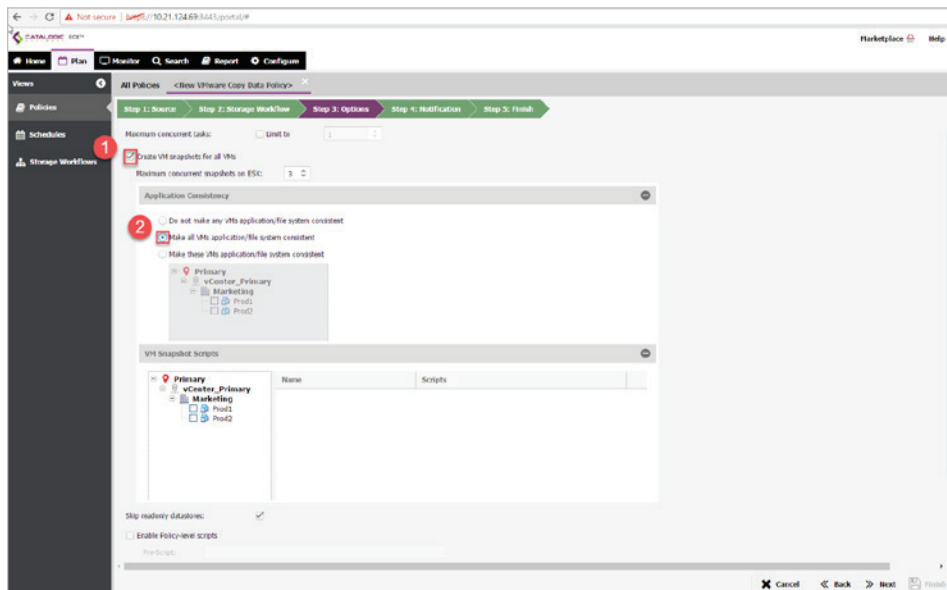 Not secure | https://10.21.124.69:8443/portal/#
CATALOGIC ECX™
Marketplace Help
Home Plan Monitor Search Report Configure
Views
All Policies <New VMware Copy Data Policy>
Policies
Schedules
Storage Workflows
Step 1: Source Step 2: Storage Workflow Step 3: Options Step 4: Notification Step 5: Finish
Maximum concurrent tasks: Limit to 1
1
Create VM snapshots for all VMs
Maximum concurrent snapshots on ESX: 3
Application Consistency
Do not make any VMs application/file system consistent
2
Make all VMs application/file system consistent
Make these VMs application/file system consistent
Primary
vCenter_Primary
Marketing
Prod1
Prod2
VM Snapshot Scripts
Primary
vCenter_Primary
Marketing
Prod1
Prod2
Name Scripts
Skip readonly datastores:
Enable Policy-level scripts
Pre-Script:
Cancel Back Next Finish